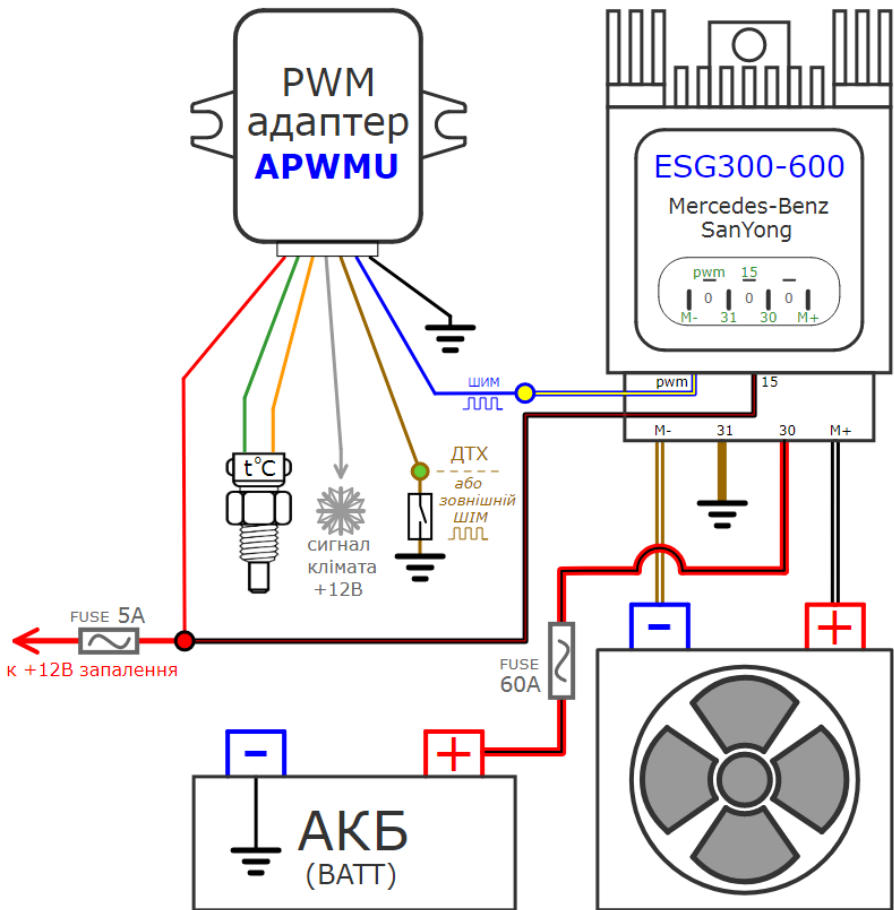 PWM
адаптер
APWMU
ESG300-600
Mercedes-Benz
SanYong
pwm 15
0 0 0
M- 31 30 M+
шим
pwm 15
M- 31 30 M+
t°C
ДТХ
або
зовнішній
ШІМ
сигнал
клімата
+12В
FUSE 5A
к +12В запалення
FUSE
60A
- +
- +
АКБ
(BATT)